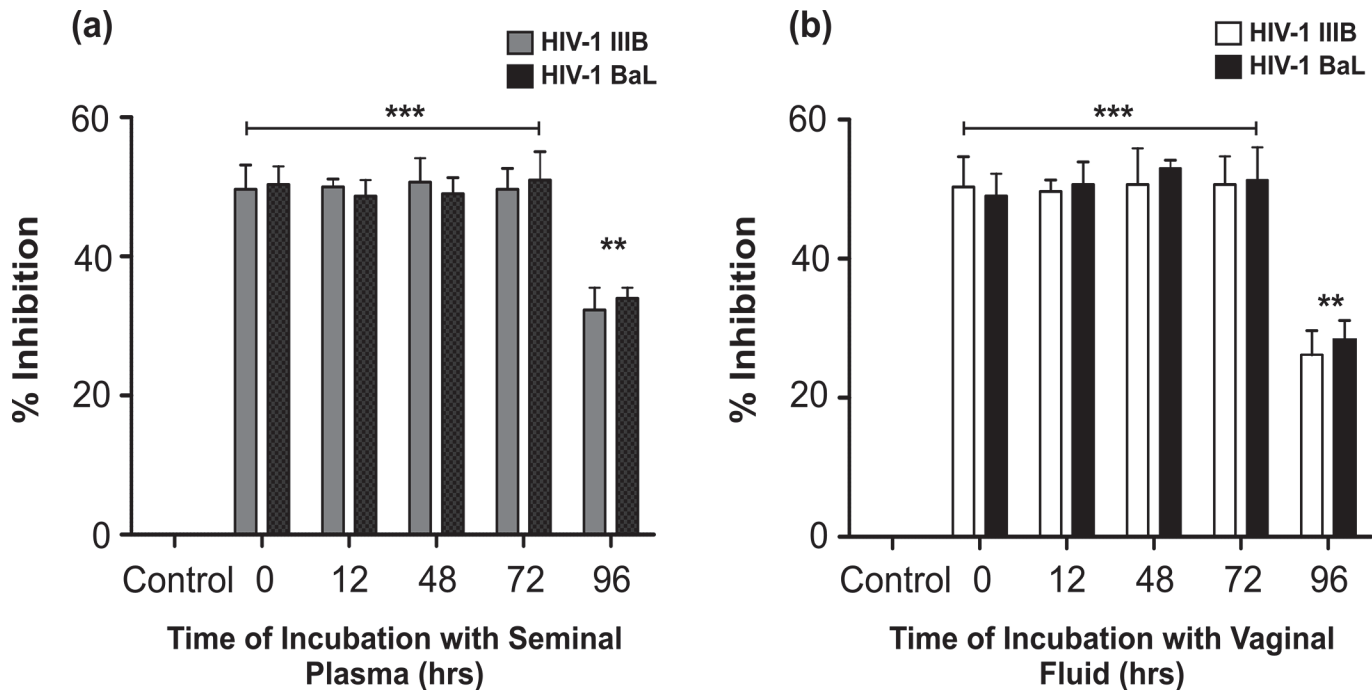 (a)
HIV-1 IIIB
HIV-1 BaL
***
60
40
20
0
**
% Inhibition
Control 0 12 48 72 96
Time of Incubation with Seminal
Plasma (hrs)
(b)
HIV-1 IIIB
HIV-1 BaL
***
60
40
20
0
**
% Inhibition
Control 0 12 48 72 96
Time of Incubation with Vaginal
Fluid (hrs)